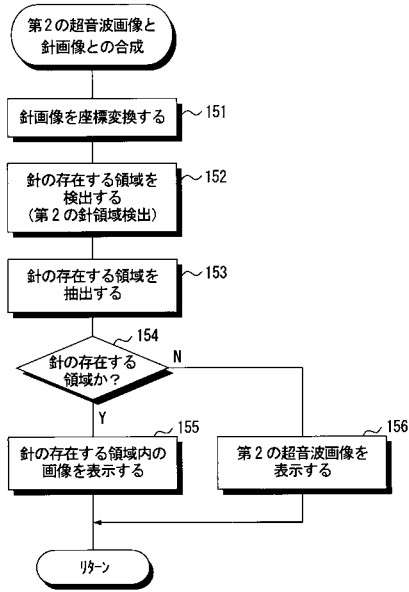 第2の超音波画像と
針画像との合成
針画像を座標変換する
151
針の存在する領域を
検出する
(第2の針領域検出)
152
針の存在する領域を
抽出する
153
154
針の存在する
領域か?
N
Y
155
針の存在する領域内の
画像を表示する
156
第2の超音波画像を
表示する
リターン